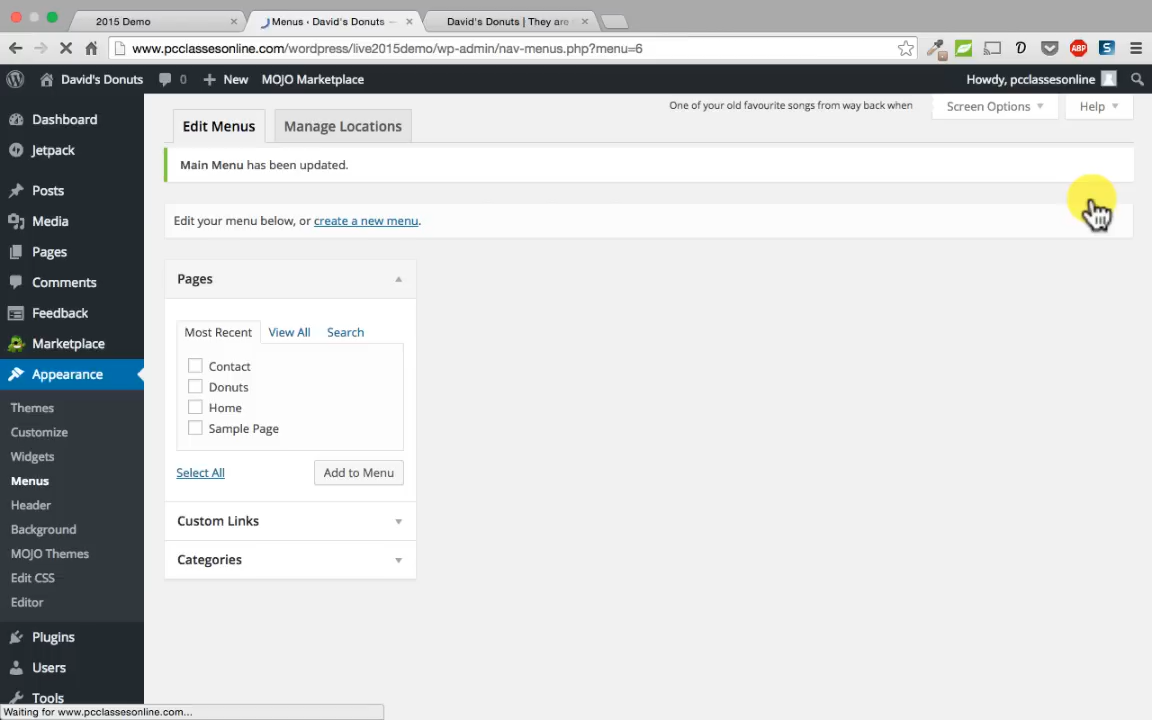 2015 Demo
Menus ‹ David's Donuts —
David's Donuts | They are
www.pcclassesonline.com/wordpress/live2015demo/wp-admin/nav-menus.php?menu=6
ABP
David's Donuts
0
New
MOJO Marketplace
Howdy, pcclassesonline
Dashboard
Jetpack
Posts
Media
Pages
Comments
Feedback
Marketplace
Appearance
Themes
Customize
Widgets
Menus
Header
Background
MOJO Themes
Edit CSS
Editor
Plugins
Users
Tools
One of your old favourite songs from way back when
Screen Options
Help
Edit Menus
Manage Locations
Main Menu has been updated.
Edit your menu below, or create a new menu.
Pages
Most Recent
View All
Search
Contact
Donuts
Home
Sample Page
Select All
Add to Menu
Custom Links
Categories
Waiting for www.pcclassesonline.com...